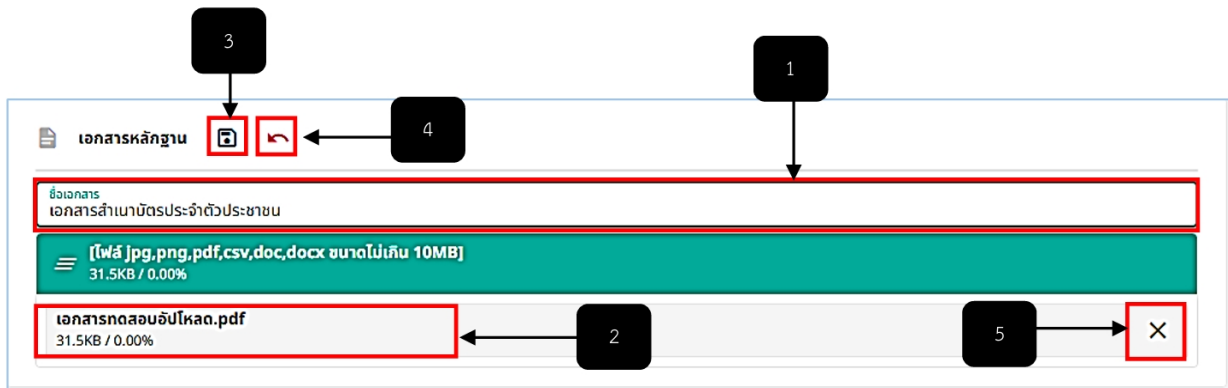 3
1
4
เอกสารหลักฐาน
ชื่อเอกสาร
เอกสารสำเนาบัตรประจำตัวประชาชน
[ไฟล์ jpg,png,pdf,csv,doc,docx ขนาดไม่เกิน 10MB]
31.5KB / 0.00%
เอกสารทดสอบอัปโหลด.pdf
31.5KB / 0.00%
2
5